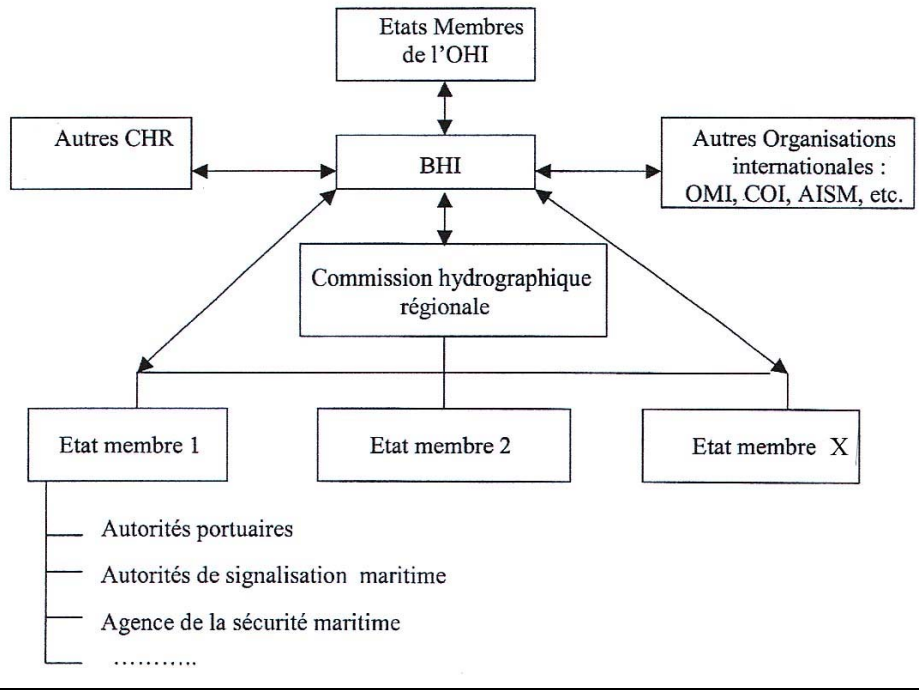 Etats Membres
de l'OHI
Autres CHR
BHI
Autres Organisations
internationales :
OMI, COI, AISM, etc.
Commission hydrographique
régionale
Etat membre 1
Etat membre 2
Etat membre X
Autorités portuaires
Autorités de signalisation maritime
Agence de la sécurité maritime
………..